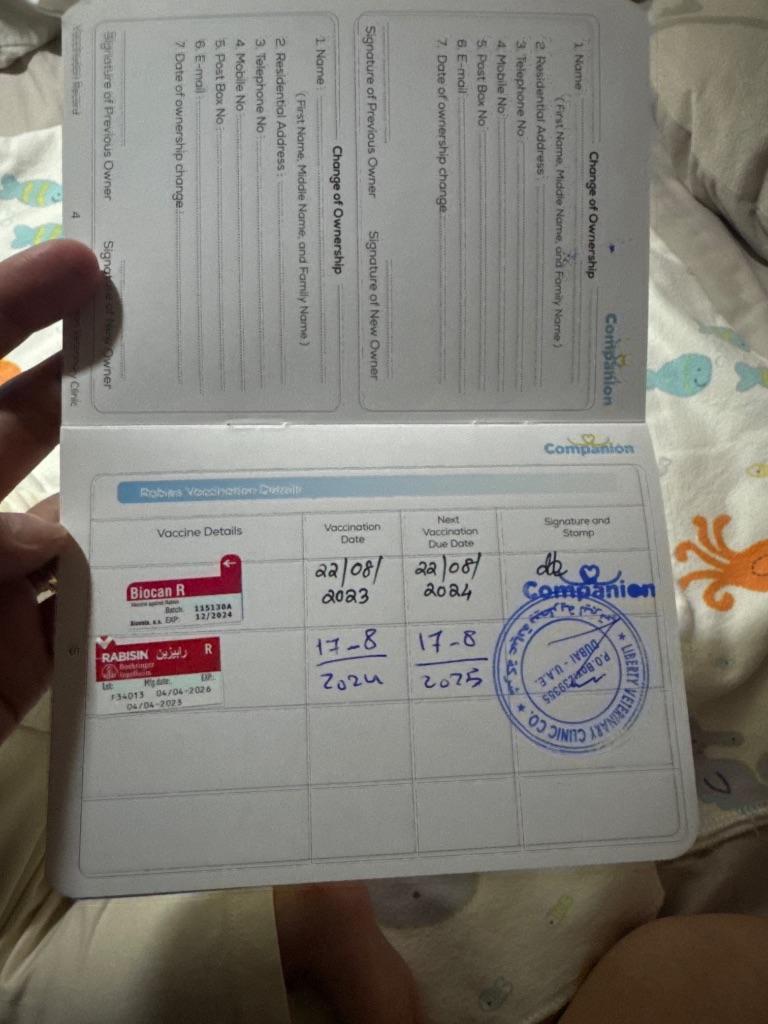 Companion
Change of Ownership
1. Name :
( First Name, Middle Name, and Family Name )
2. Residential Address :
3. Telephone No :
4. Mobile No :
5. Post Box No :
6. E-mail :
7. Date of ownership change :
Signature of Previous Owner Signature of New Owner
Change of Ownership
1. Name :
( First Name, Middle Name, and Family Name )
2. Residential Address :
3. Telephone No :
4. Mobile No :
5. Post Box No :
6. E-mail :
7. Date of ownership change :
Signature of Previous Owner Signature of New Owner
Vaccination Record 4 Veterinary Clinic
Companion
Rabies Vaccination Details
Vaccine Details Vaccination Date Next Vaccination Due Date Signature and Stamp
Biocan R
Vaccine against Rabies
Batch: 115130A
Bioveta, a.s. EXP: 12/2024
22/08/2023
22/08/2024
Companion
RABISIN رابيزين R
Boehringer Ingelheim
Lot: Mfg date: EXP:
F34013 04/04-2026
04/04-2023
17-8
2024
17-8
2025
LIBERTY VETERINARY CLINIC CO.
DUBAI - U.A.E.
5